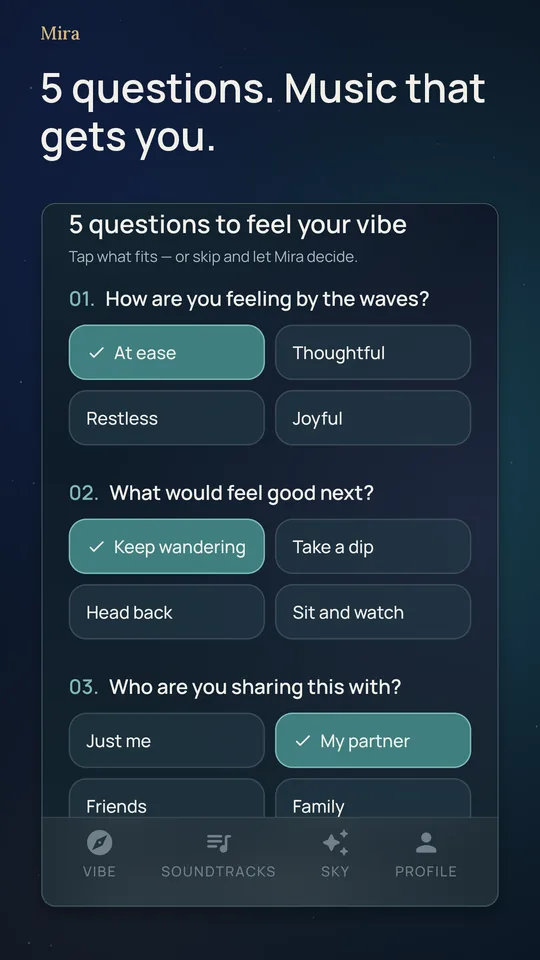 Mira
5 questions. Music that
gets you.
5 questions to feel your vibe
Tap what fits — or skip and let Mira decide.
01. How are you feeling by the waves?
At ease
Thoughtful
Restless
Joyful
02. What would feel good next?
Keep wandering
Take a dip
Head back
Sit and watch
03. Who are you sharing this with?
Just me
My partner
Friends
Family
VIBE
SOUNDTRACKS
SKY
PROFILE